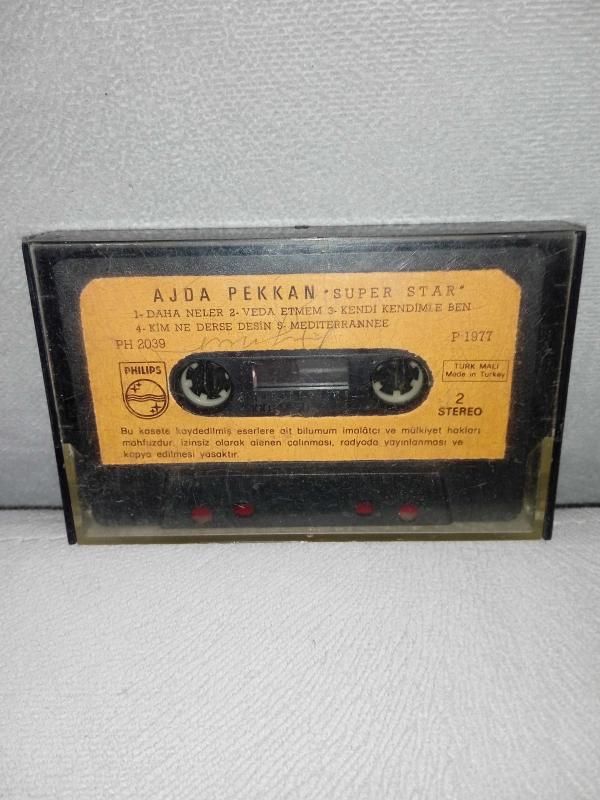 AJDA PEKKAN "SUPER STAR"
1- DAHA NELER 2- VEDA ETMEM 3- KENDİ KENDİMLE BEN
4- KİM NE DERSE DESİN 5- MEDITERRANNEE
PH 2039
P 1977
PHILIPS
TÜRK MALI
Made in Turkey
2
STEREO
Bu kasete kaydedilmiş eserlere ait bilumum imalâtcı ve mülkiyet hakları
mahfuzdur. İzinsiz olarak alenen çalınması, radyoda yayınlanması ve
kopya edilmesi yasaktır.